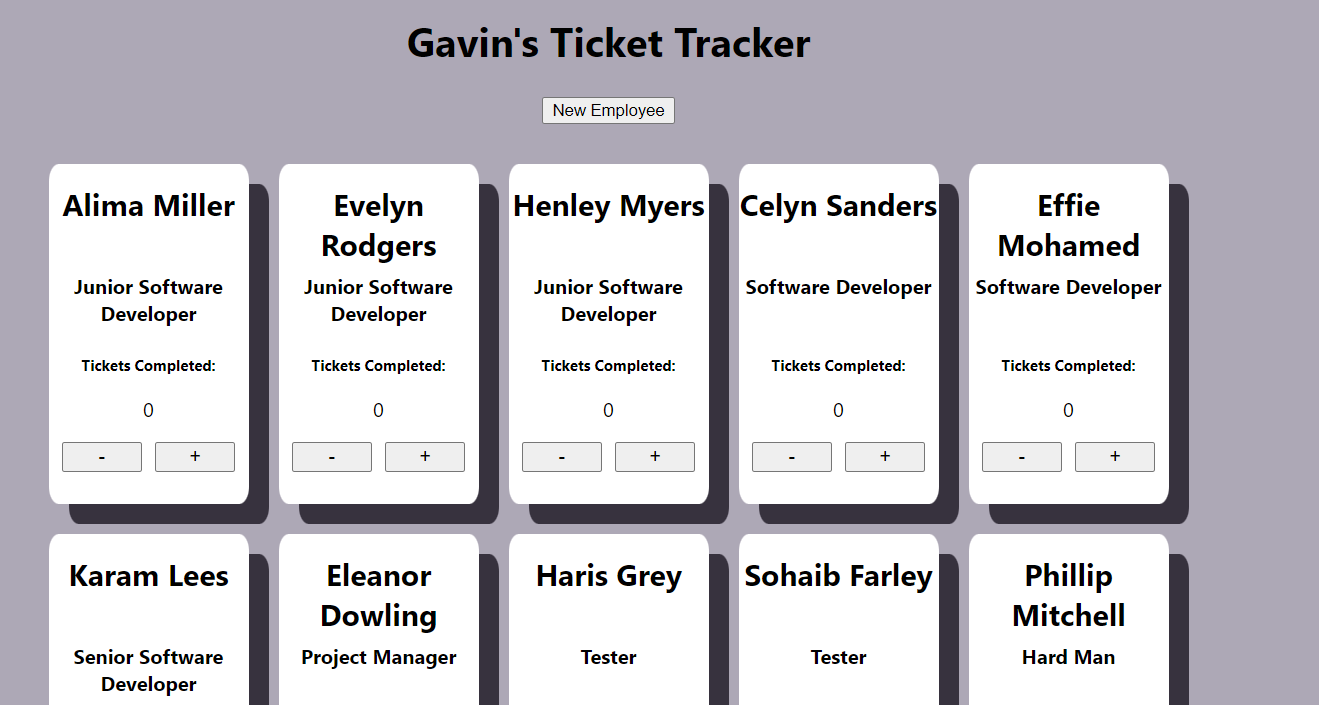 Gavin's Ticket Tracker
New Employee
Alima Miller
Junior Software
Developer
Tickets Completed:
0
- +
Evelyn
Rodgers
Junior Software
Developer
Tickets Completed:
0
- +
Henley Myers
Junior Software
Developer
Tickets Completed:
0
- +
Celyn Sanders
Software Developer
Tickets Completed:
0
- +
Effie
Mohamed
Software Developer
Tickets Completed:
0
- +
Karam Lees
Senior Software
Developer
Eleanor
Dowling
Project Manager
Haris Grey
Tester
Sohaib Farley
Tester
Phillip
Mitchell
Hard Man